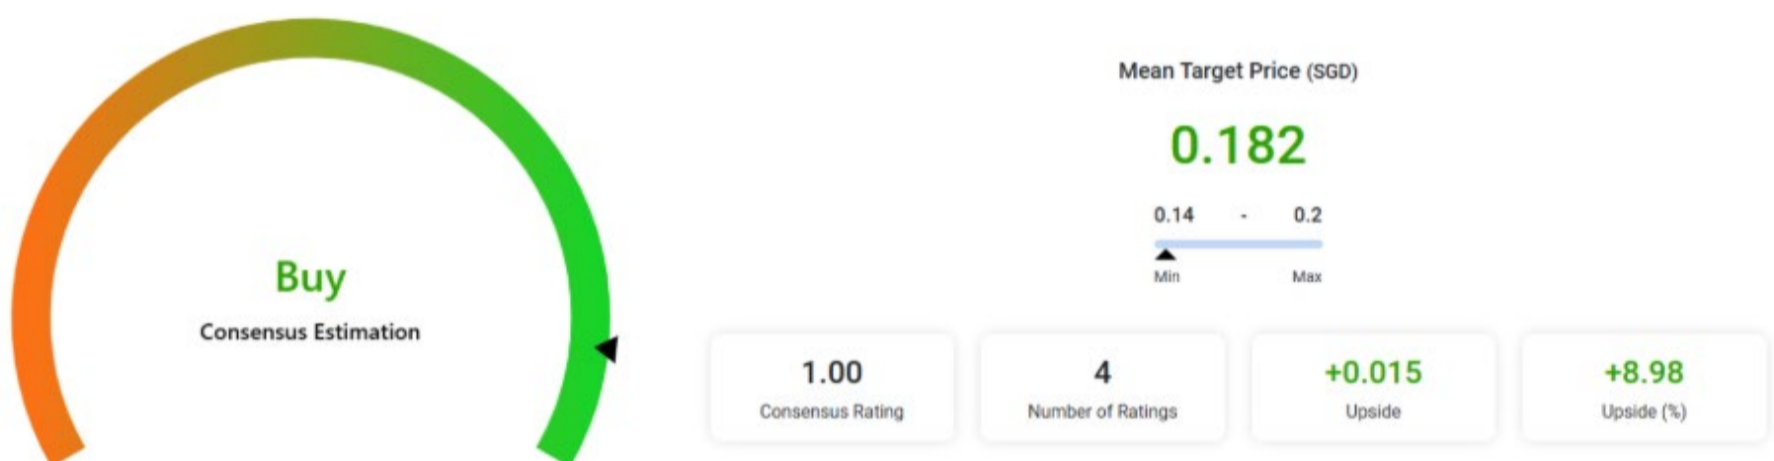 Buy
Consensus Estimation
Mean Target Price (SGD)
0.182
0.14 - 0.2
Min Max
1.00
Consensus Rating
4
Number of Ratings
+0.015
Upside
+8.98
Upside (%)